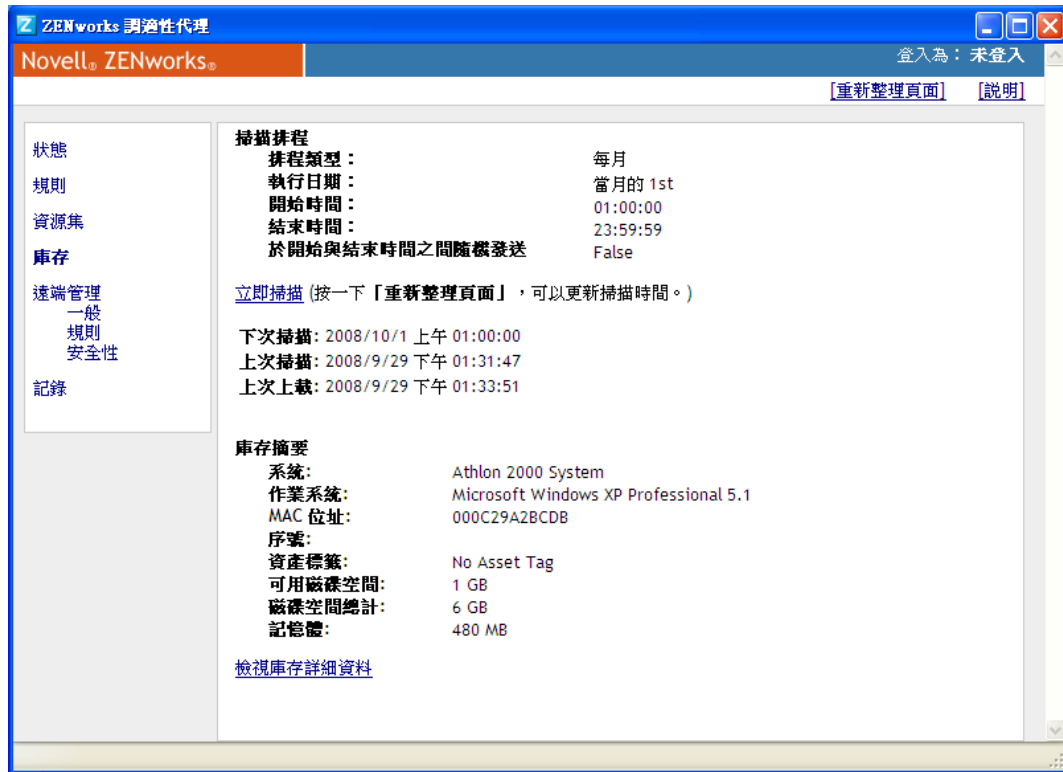 ZENworks 調適性代理
Novell® ZENworks®
登入為： 未登入
[重新整理頁面] [說明]
狀態
規則
資源集
庫存
遠端管理
一般
規則
安全性
記錄
掃描排程
排程類型： 每月
執行日期： 當月的 1st
開始時間： 01:00:00
結束時間： 23:59:59
於開始與結束時間之間隨機發送 False
立即掃描 (按一下「重新整理頁面」，可以更新掃描時間。)
下次掃描: 2008/10/1 上午 01:00:00
上次掃描: 2008/9/29 下午 01:31:47
上次上載: 2008/9/29 下午 01:33:51
庫存摘要
系統: Athlon 2000 System
作業系統: Microsoft Windows XP Professional 5.1
MAC 位址: 000C29A2BCDB
序號:
資產標籤: No Asset Tag
可用磁碟空間: 1 GB
磁碟空間總計: 6 GB
記憶體: 480 MB
檢視庫存詳細資料